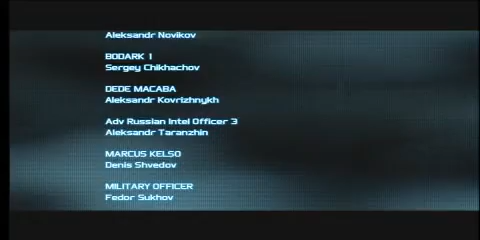 Aleksandr Novikov
BODARK 1
Sergey Chikhachov
DEDE MACABA
Aleksandr Kovrizhnykh
Adv Russian Intel Officer 3
Aleksandr Taranzhin
MARCUS KELSO
Denis Shvedov
MILITARY OFFICER
Fedor Sukhov